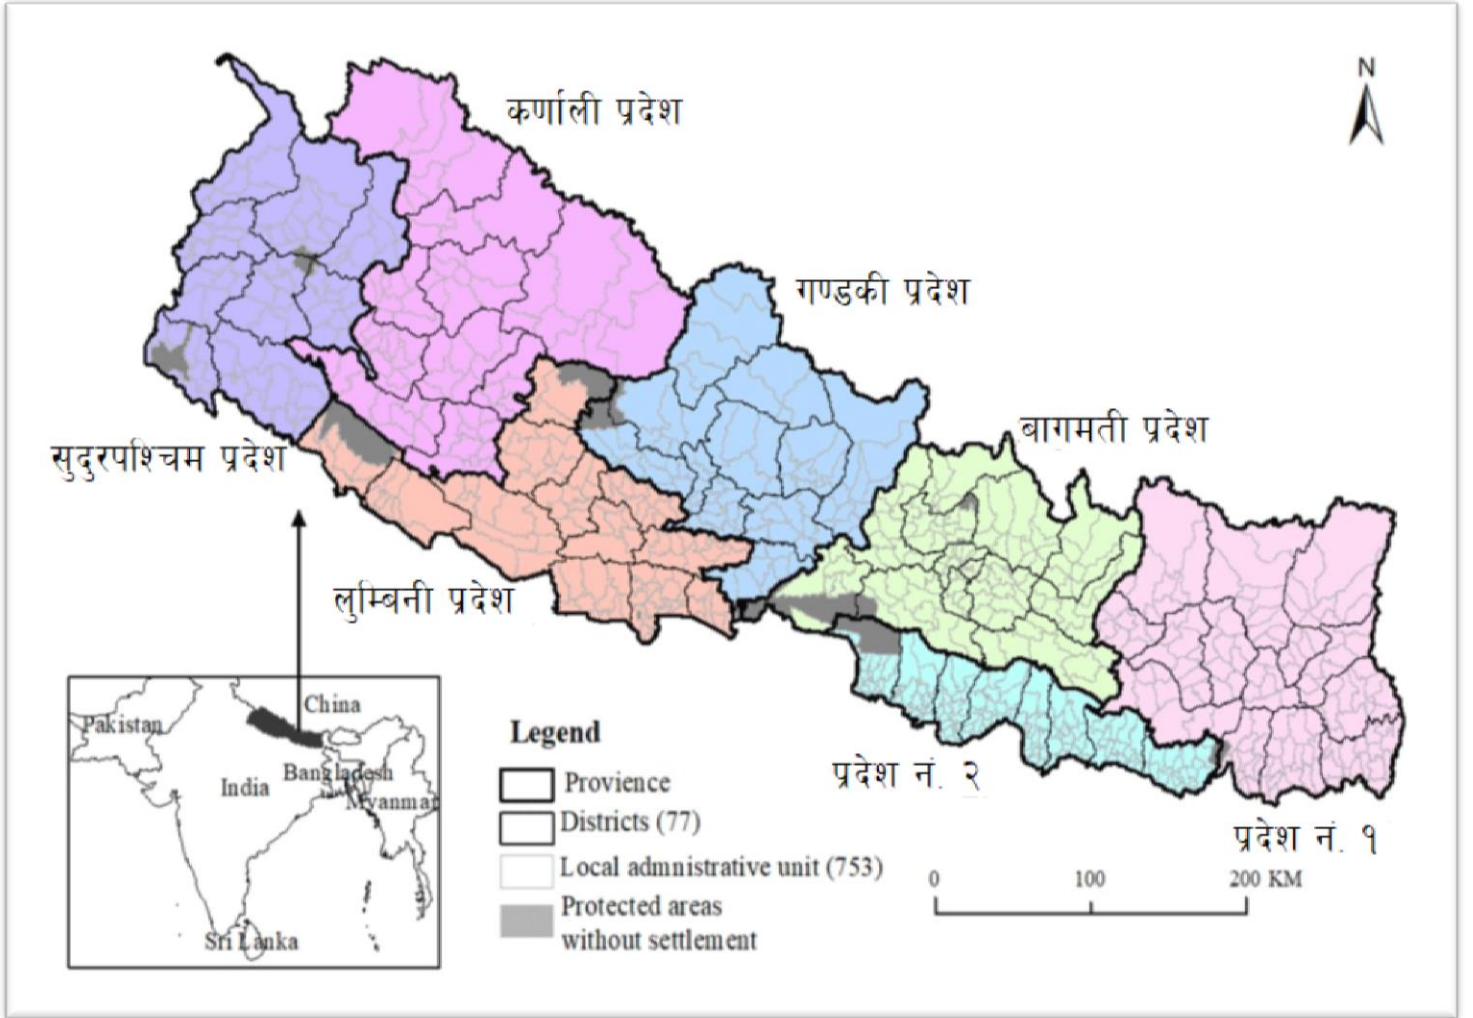 N
कर्णाली प्रदेश
गण्डकी प्रदेश
बागमती प्रदेश
सुदुरपश्चिम प्रदेश
लुम्बिनी प्रदेश
प्रदेश नं. २
प्रदेश नं. १
China
Pakistan
India
Bangladesh
Myanmar
Sri Lanka
Legend
Provience
Districts (77)
Local admnistrative unit (753)
Protected areas
without settlement
0 100 200 KM